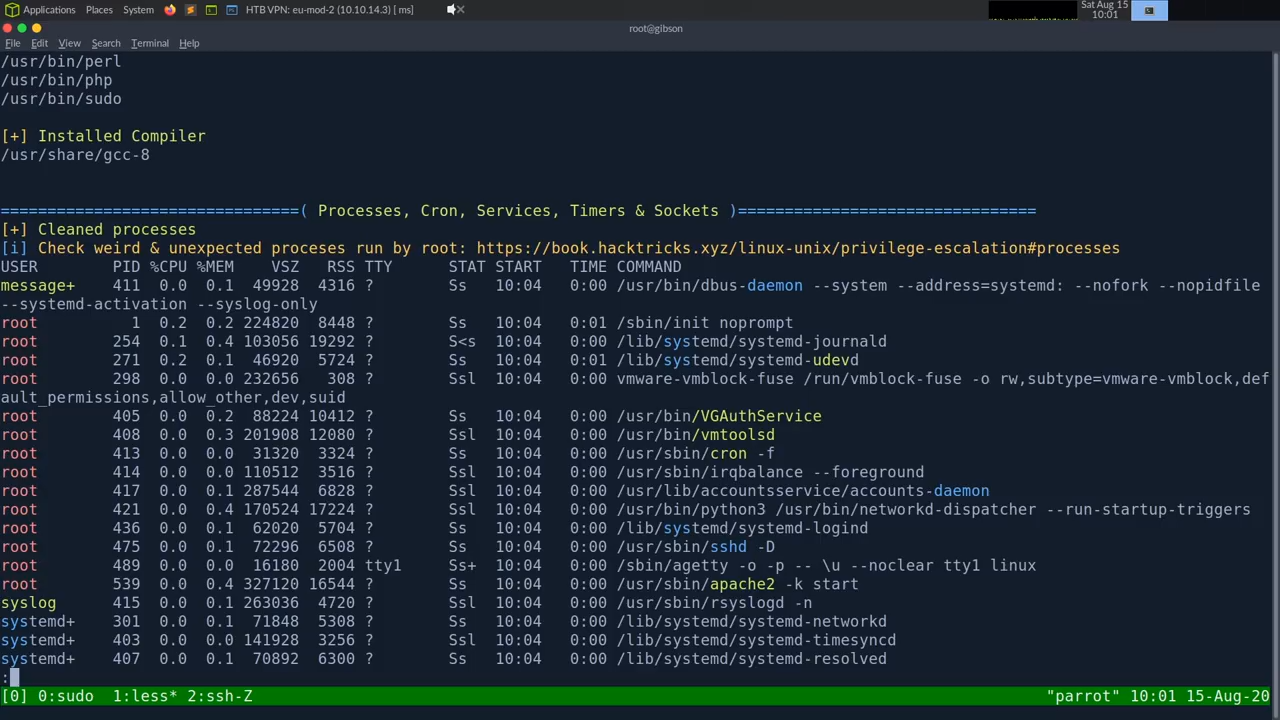 Applications Places System HTB VPN: eu-mod-2 (10.10.14.3) [ ms]
Sat Aug 15
10:01
root@gibson
File Edit View Search Terminal Help
/usr/bin/perl
/usr/bin/php
/usr/bin/sudo
[+] Installed Compiler
/usr/share/gcc-8
================================( Processes, Cron, Services, Timers & Sockets )================================
[+] Cleaned processes
[i] Check weird & unexpected proceses run by root: https://book.hacktricks.xyz/linux-unix/privilege-escalation#processes
USER PID %CPU %MEM VSZ RSS TTY STAT START TIME COMMAND
message+ 411 0.0 0.1 49928 4316 ? Ss 10:04 0:00 /usr/bin/dbus-daemon --system --address=systemd: --nofork --nopidfile
--systemd-activation --syslog-only
root 1 0.2 0.2 224820 8448 ? Ss 10:04 0:01 /sbin/init noprompt
root 254 0.1 0.4 103056 19292 ? S<s 10:04 0:00 /lib/systemd/systemd-journald
root 271 0.2 0.1 46920 5724 ? Ss 10:04 0:01 /lib/systemd/systemd-udevd
root 298 0.0 0.0 232656 308 ? Ssl 10:04 0:00 vmware-vmblock-fuse /run/vmblock-fuse -o rw,subtype=vmware-vmblock,def
ault_permissions,allow_other,dev,suid
root 405 0.0 0.2 88224 10412 ? Ss 10:04 0:00 /usr/bin/VGAuthService
root 408 0.0 0.3 201908 12080 ? Ssl 10:04 0:00 /usr/bin/vmtoolsd
root 413 0.0 0.0 31320 3324 ? Ss 10:04 0:00 /usr/sbin/cron -f
root 414 0.0 0.0 110512 3516 ? Ssl 10:04 0:00 /usr/sbin/irqbalance --foreground
root 417 0.0 0.1 287544 6828 ? Ssl 10:04 0:00 /usr/lib/accountsservice/accounts-daemon
root 421 0.0 0.4 170524 17224 ? Ssl 10:04 0:00 /usr/bin/python3 /usr/bin/networkd-dispatcher --run-startup-triggers
root 436 0.0 0.1 62020 5704 ? Ss 10:04 0:00 /lib/systemd/systemd-logind
root 475 0.0 0.1 72296 6508 ? Ss 10:04 0:00 /usr/sbin/sshd -D
root 489 0.0 0.0 16180 2004 tty1 Ss+ 10:04 0:00 /sbin/agetty -o -p -- \u --noclear tty1 linux
root 539 0.0 0.4 327120 16544 ? Ss 10:04 0:00 /usr/sbin/apache2 -k start
syslog 415 0.0 0.1 263036 4720 ? Ssl 10:04 0:00 /usr/sbin/rsyslogd -n
systemd+ 301 0.0 0.1 71848 5308 ? Ss 10:04 0:00 /lib/systemd/systemd-networkd
systemd+ 403 0.0 0.0 141928 3256 ? Ssl 10:04 0:00 /lib/systemd/systemd-timesyncd
systemd+ 407 0.0 0.1 70892 6300 ? Ss 10:04 0:00 /lib/systemd/systemd-resolved
:
[0] 0:sudo 1:less* 2:ssh-Z "parrot" 10:01 15-Aug-20